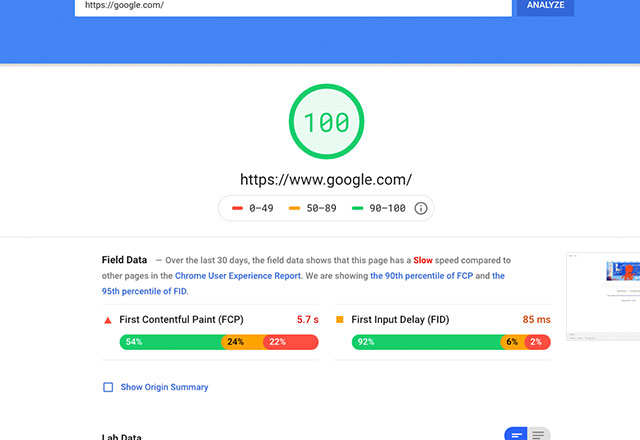 https://google.com/
ANALYZE
100
https://www.google.com/
0–49 50–89 90–100
Field Data — Over the last 30 days, the field data shows that this page has a Slow speed compared to
other pages in the Chrome User Experience Report. We are showing the 90th percentile of FCP and the
95th percentile of FID.
First Contentful Paint (FCP) 5.7 s
54% 24% 22%
First Input Delay (FID) 85 ms
92% 6% 2%
Show Origin Summary
Lab Data